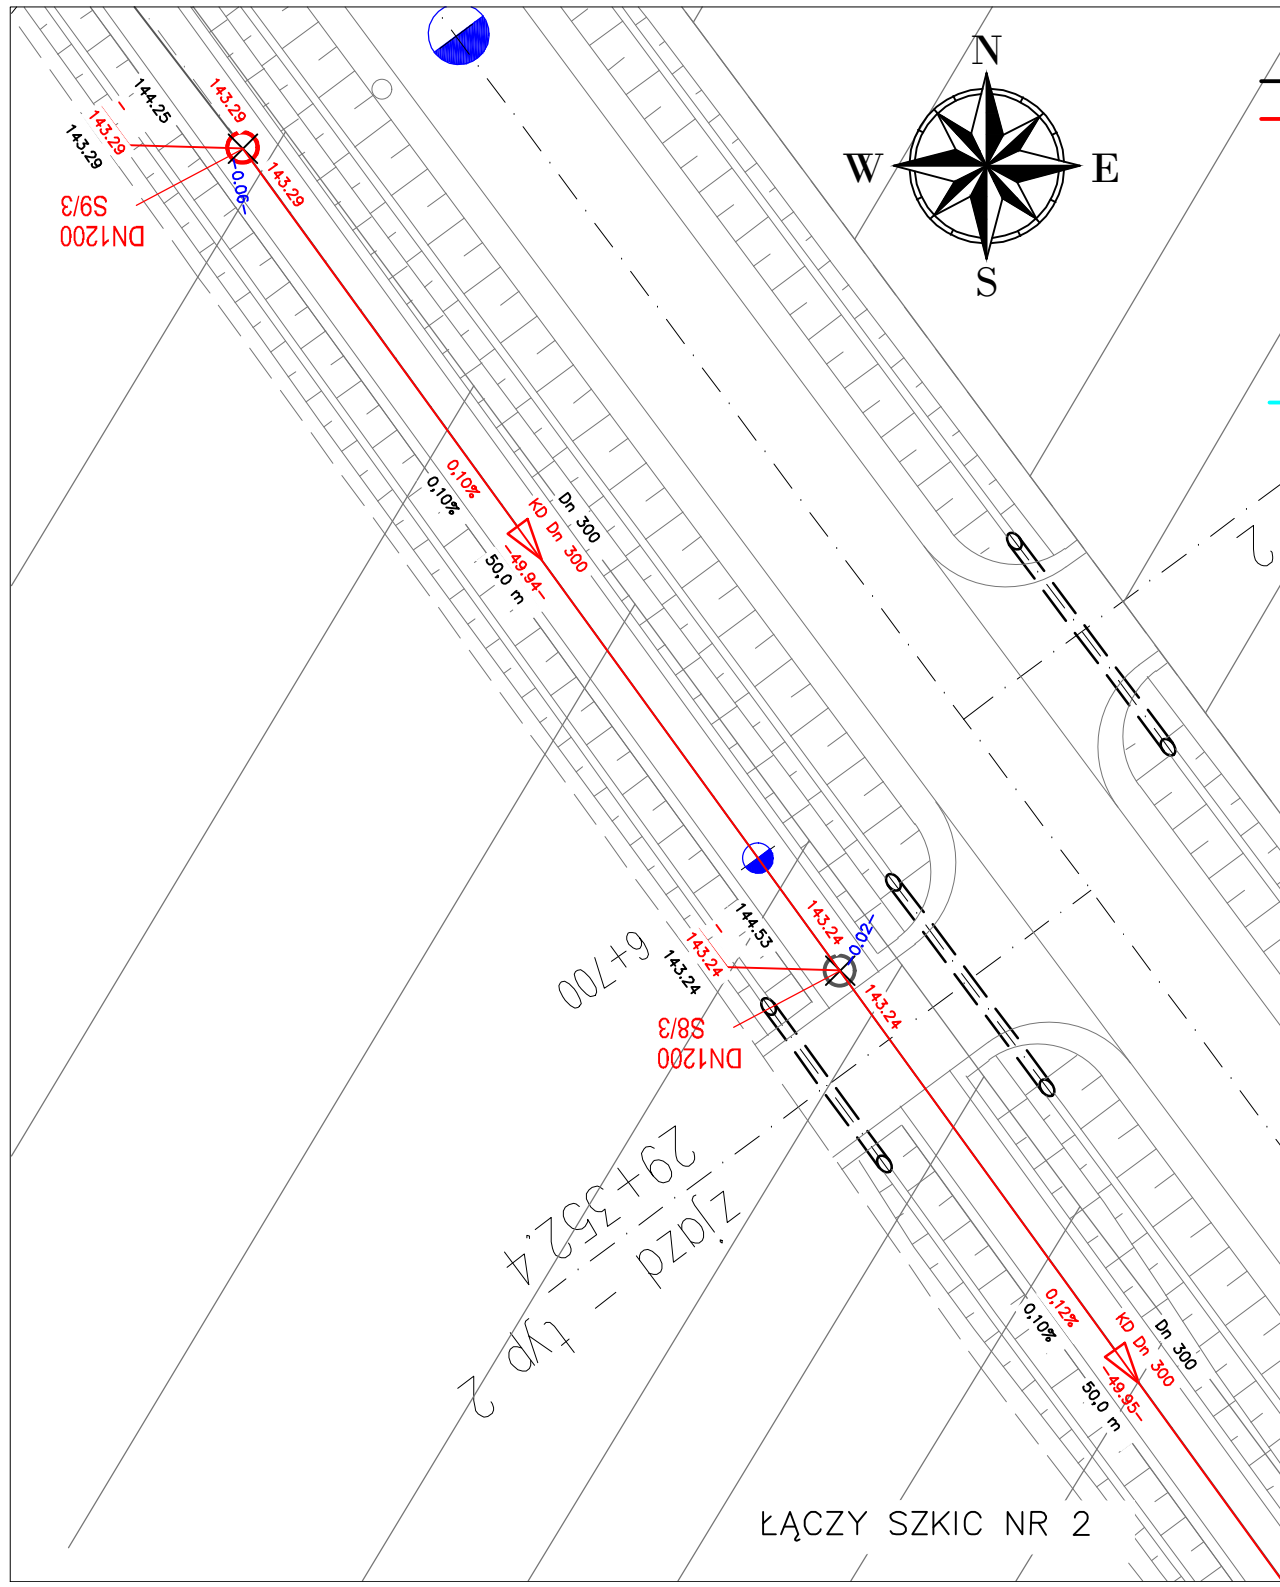 N
W
E
S
144.25
143.29
143.29
143.29
143.29
-0.06-
S9/3
DN1200
0,10%
0,10%
KD Dn 300
Dn 300
-49.94-
50,0 m
2
144.53
143.24
143.24
143.24
143.24
-0.02-
6+700
S8/3
DN1200
29+352,4
zjazd - typ 2
0,12%
0,10%
KD Dn 300
Dn 300
-49.95-
50,0 m
ŁĄCZY SZKIC NR 2